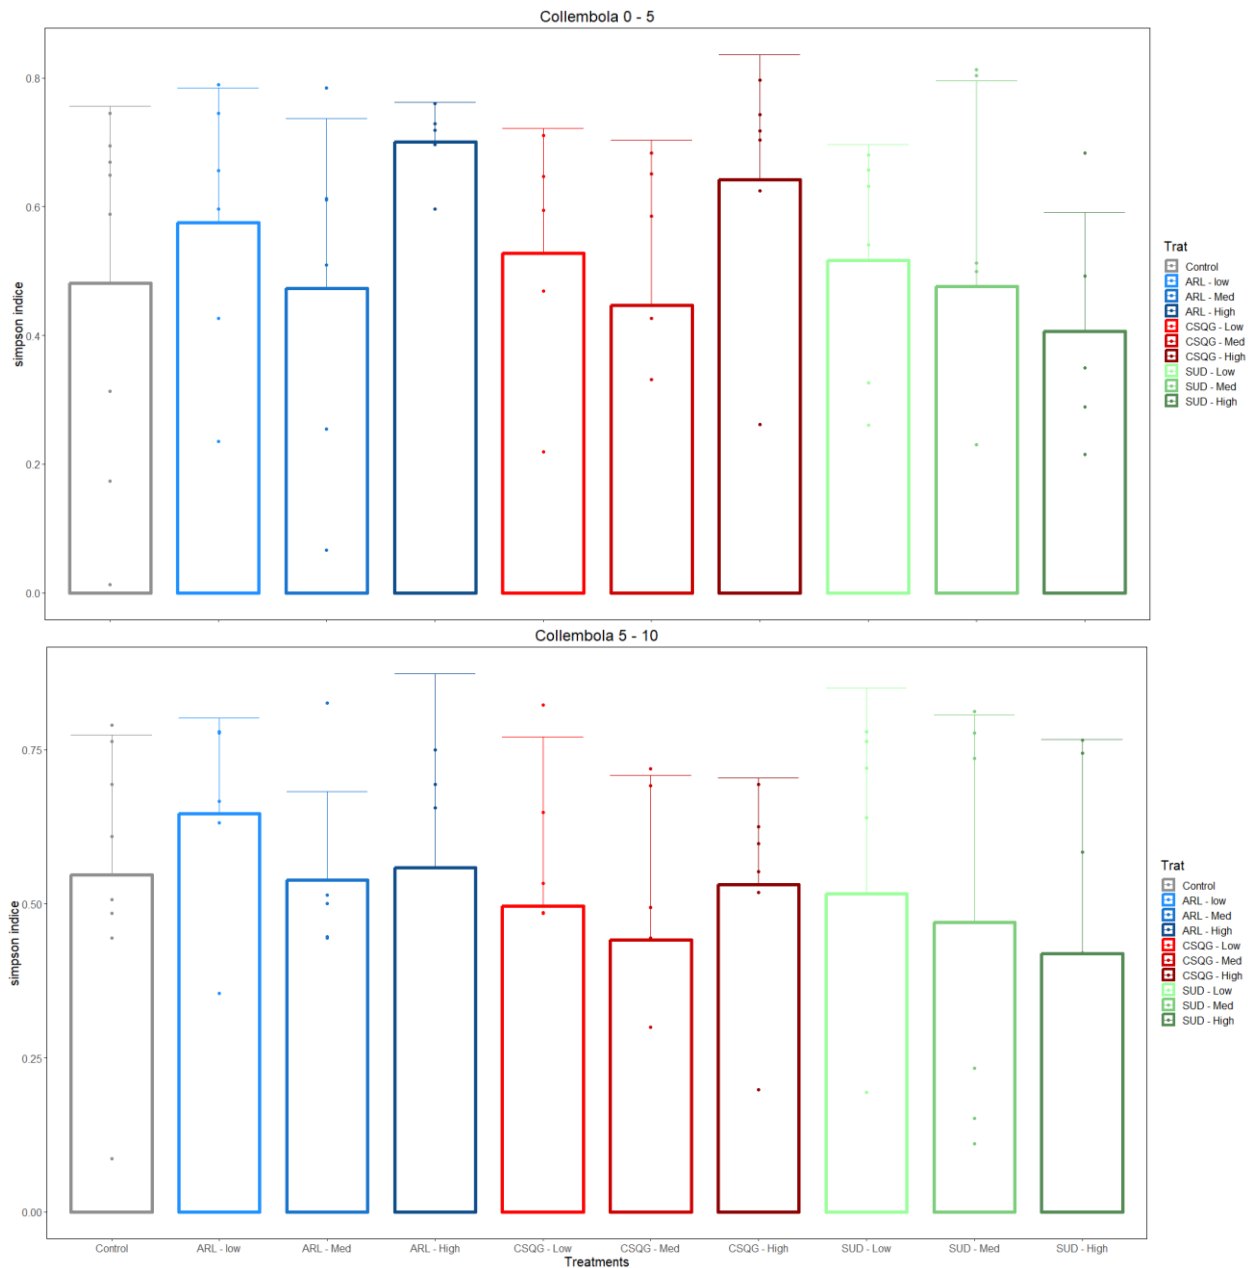 Collembola 0 - 5
simpson indice
0.8
0.6
0.4
0.2
0.0
Trat
Control
ARL - low
ARL - Med
ARL - High
CSQG - Low
CSQG - Med
CSQG - High
SUD - Low
SUD - Med
SUD - High
Collembola 5 - 10
simpson indice
0.75
0.50
0.25
0.00
Trat
Control
ARL - low
ARL - Med
ARL - High
CSQG - Low
CSQG - Med
CSQG - High
SUD - Low
SUD - Med
SUD - High
Control ARL - low ARL - Med ARL - High CSQG - Low CSQG - Med CSQG - High SUD - Low SUD - Med SUD - High
Treatments